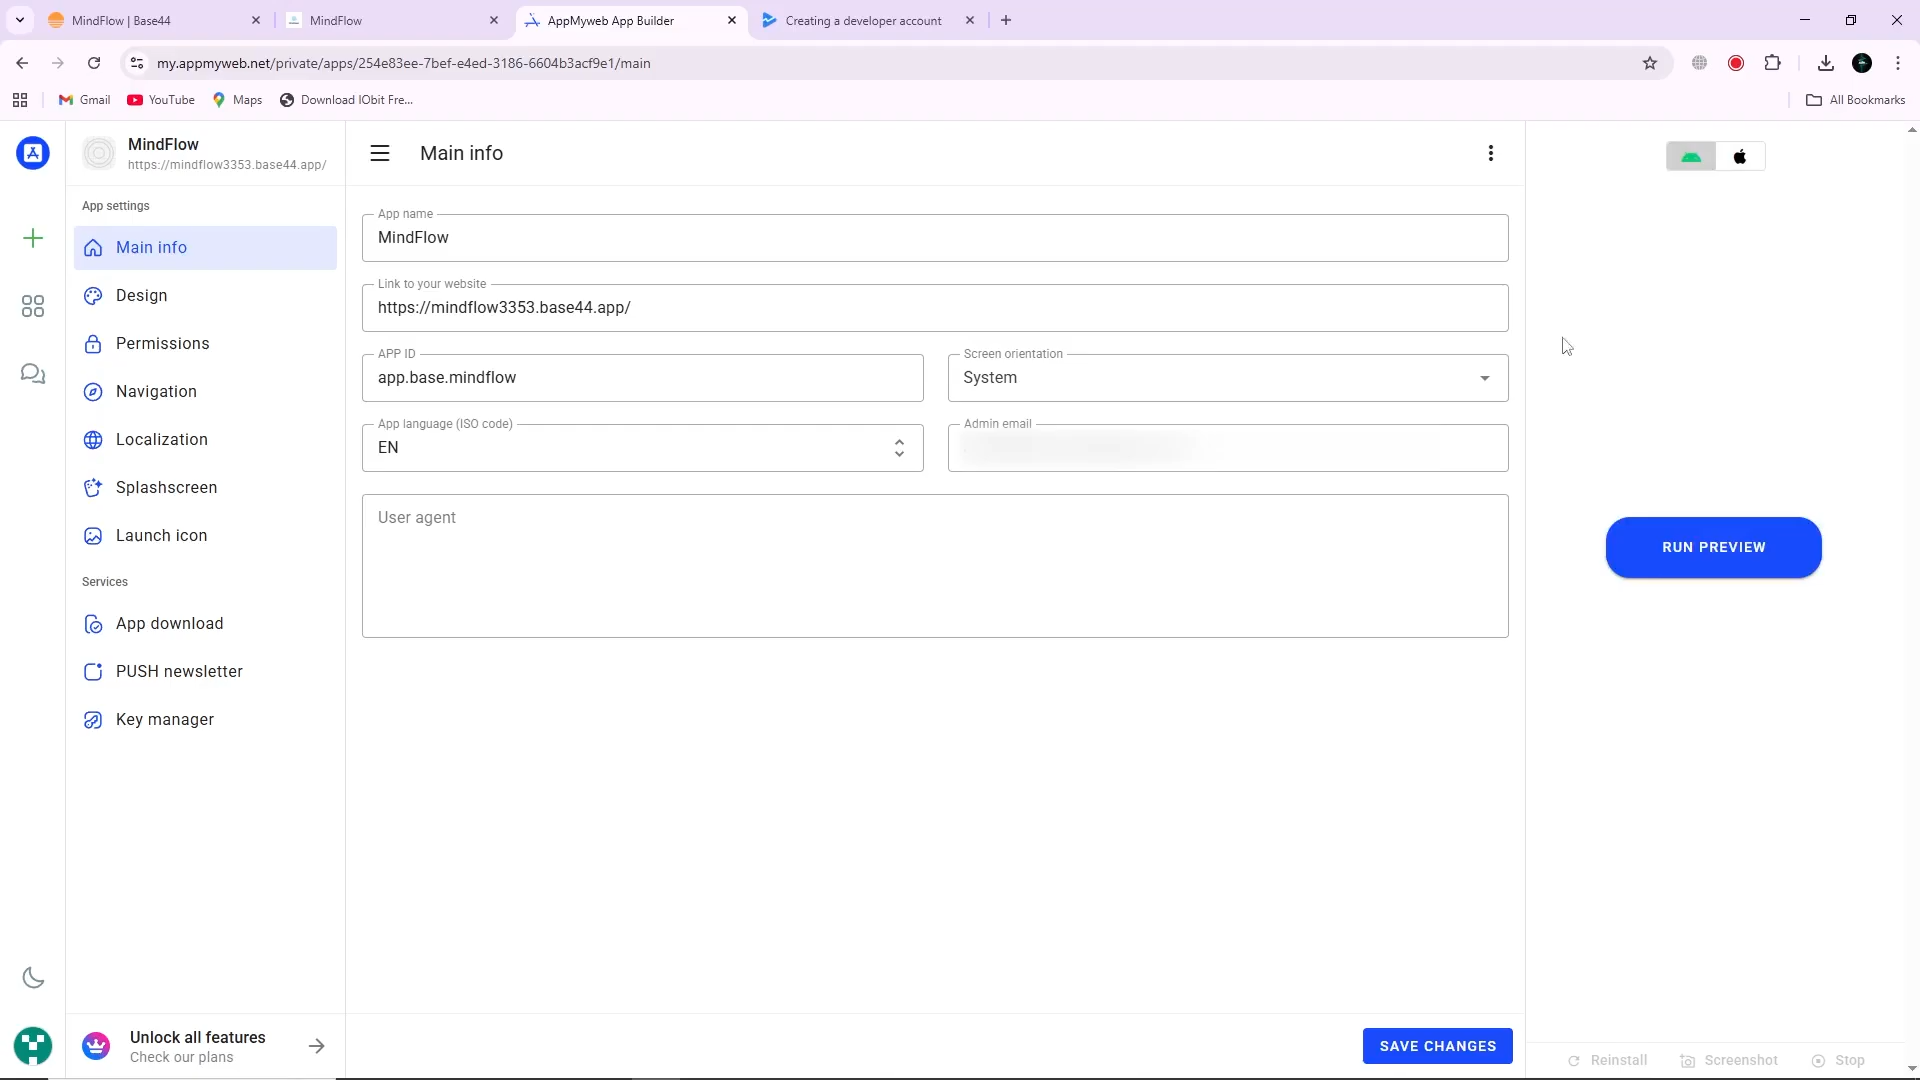 MindFlow | Base44
MindFlow
AppMyweb App Builder
Creating a developer account
my.appmyweb.net/private/apps/254e83ee-7bef-e4ed-3186-6604b3acf9e1/main
Gmail
YouTube
Maps
Download IObit Fre...
All Bookmarks
MindFlow
https://mindflow3353.base44.app/
App settings
Main info
Design
Permissions
Navigation
Localization
Splashscreen
Launch icon
Services
App download
PUSH newsletter
Key manager
Unlock all features
Check our plans
Main info
App name
MindFlow
Link to your website
https://mindflow3353.base44.app/
APP ID
app.base.mindflow
Screen orientation
System
App language (ISO code)
EN
Admin email
User agent
SAVE CHANGES
RUN PREVIEW
Reinstall
Screenshot
Stop